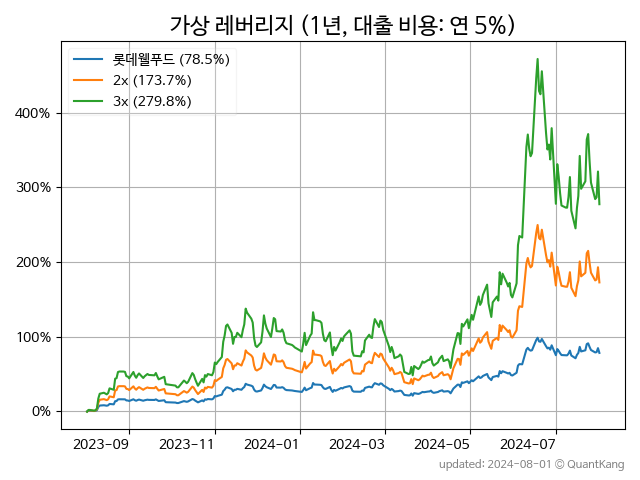 가상 레버리지 (1년, 대출 비용: 연 5%)
롯데웰푸드 (78.5%)
2x (173.7%)
3x (279.8%)
400%
300%
200%
100%
0%
2023-09 2023-11 2024-01 2024-03 2024-05 2024-07
updated: 2024-08-01 © QuantKang